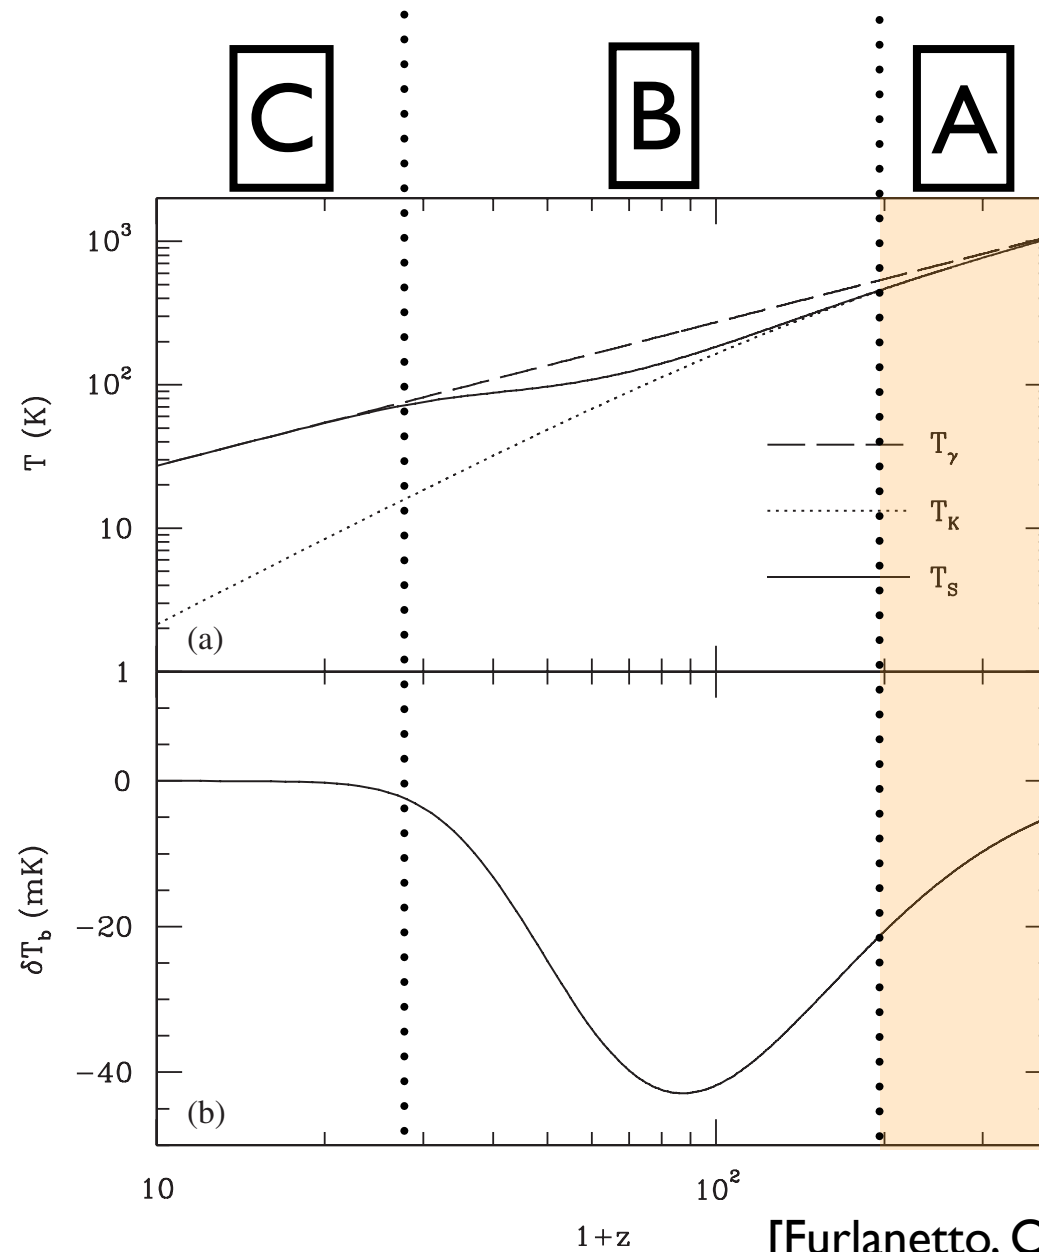 C B A
10³
10²
10
1
T (K)
T_γ
T_K
T_S
(a)
0
−20
−40
δT_b (mK)
(b)
10 10²
1+z
[Furlanetto,